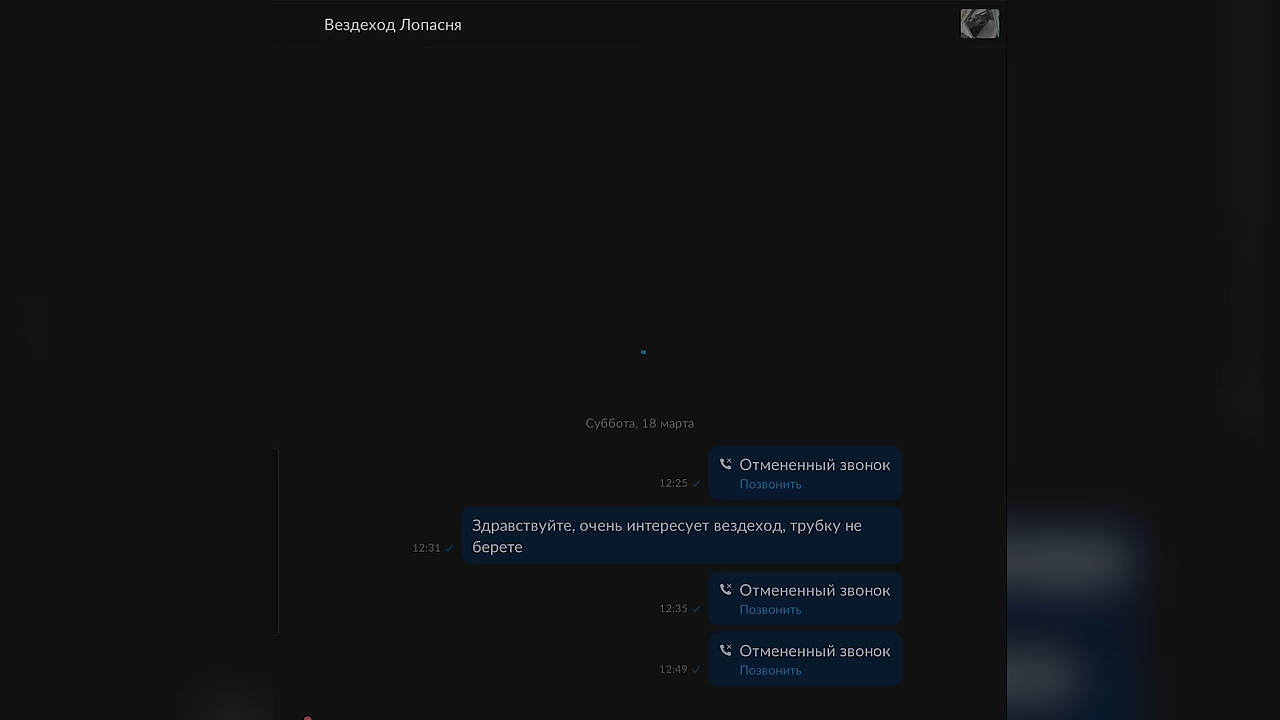 Вездеход Лопасня
Суббота, 18 марта
Отмененный звонок
12:25 Позвонить
Здравствуйте, очень интересует вездеход, трубку не
12:31 берете
Отмененный звонок
12:35 Позвонить
Отмененный звонок
12:49 Позвонить